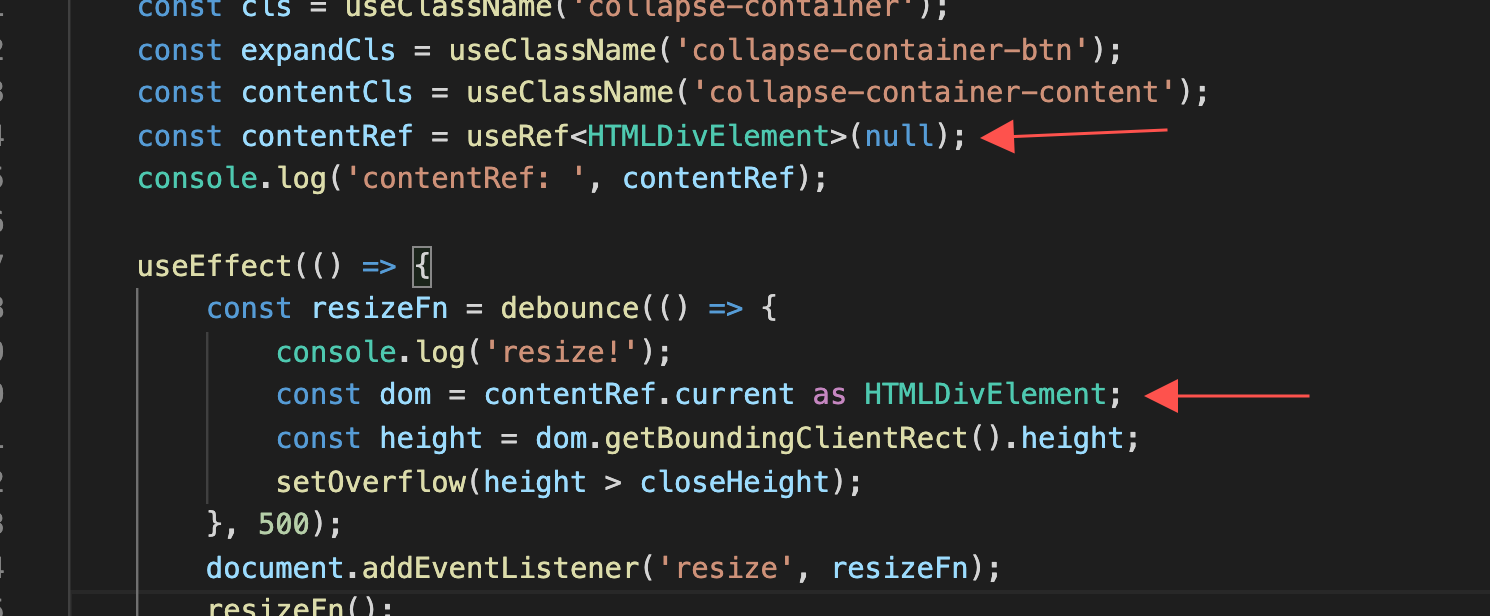 const cls = useClassName('collapse-container');
const expandCls = useClassName('collapse-container-btn');
const contentCls = useClassName('collapse-container-content');
const contentRef = useRef<HTMLDivElement>(null);
console.log('contentRef: ', contentRef);
useEffect(() => {
const resizeFn = debounce(() => {
console.log('resize!');
const dom = contentRef.current as HTMLDivElement;
const height = dom.getBoundingClientRect().height;
setOverflow(height > closeHeight);
}, 500);
document.addEventListener('resize', resizeFn);
resizeFn();